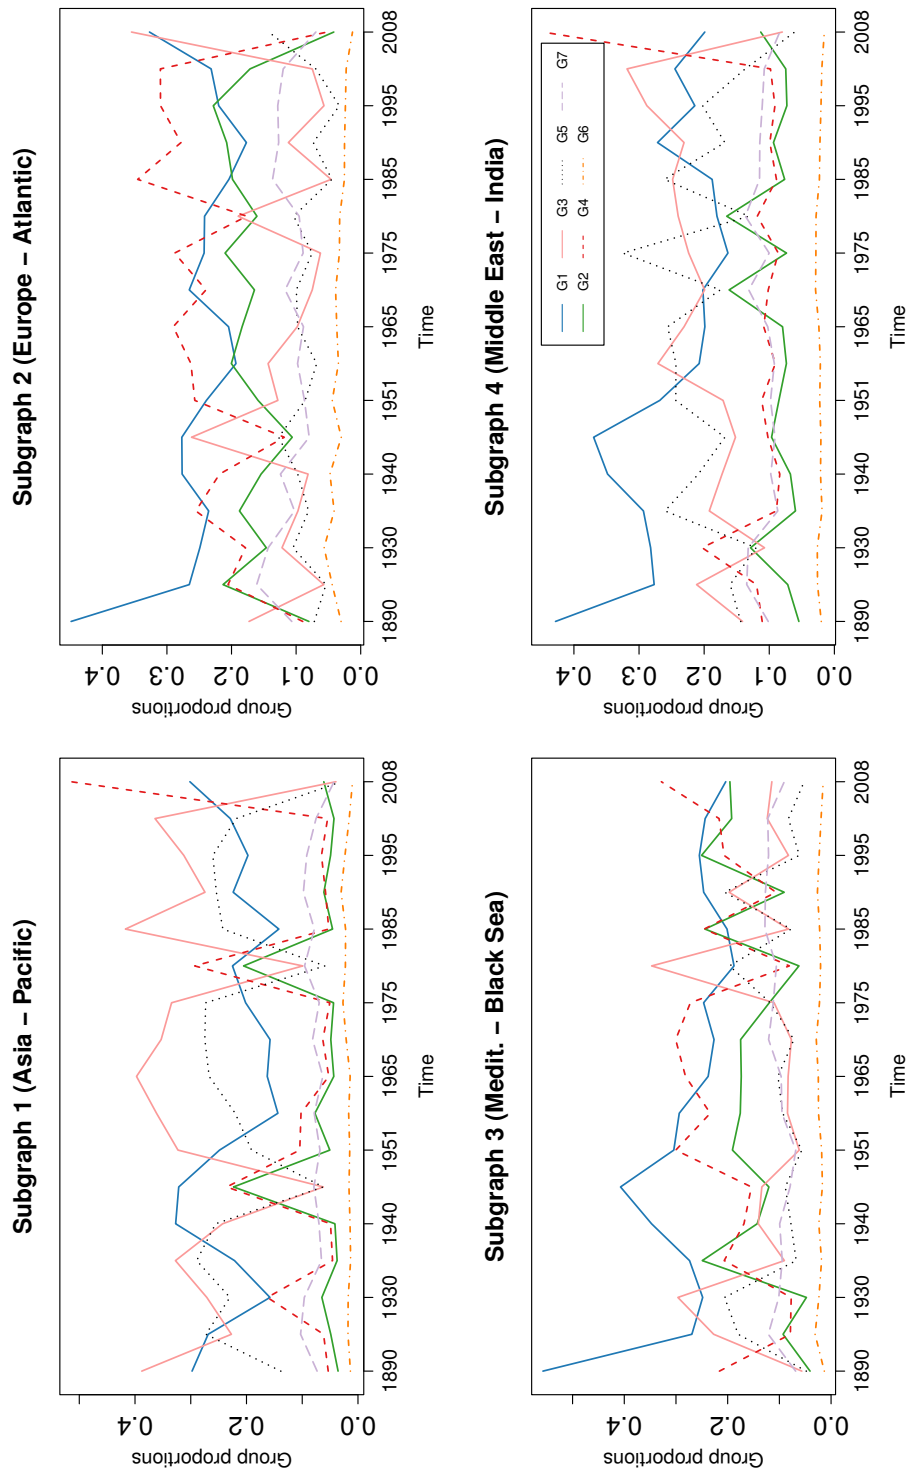 Subgraph 1 (Asia – Pacific)
Group proportions
0.0 0.2 0.4
1890 1930 1940 1951 1965 1975 1985 1995 2008
Time
Subgraph 2 (Europe – Atlantic)
Group proportions
0.0 0.1 0.2 0.3 0.4
1890 1930 1940 1951 1965 1975 1985 1995 2008
Time
Subgraph 3 (Medit. – Black Sea)
Group proportions
0.0 0.2 0.4
1890 1930 1940 1951 1965 1975 1985 1995 2008
Time
Subgraph 4 (Middle East – India)
Group proportions
0.0 0.1 0.2 0.3 0.4
1890 1930 1940 1951 1965 1975 1985 1995 2008
Time
G1 G3 G5 G7
G2 G4 G6